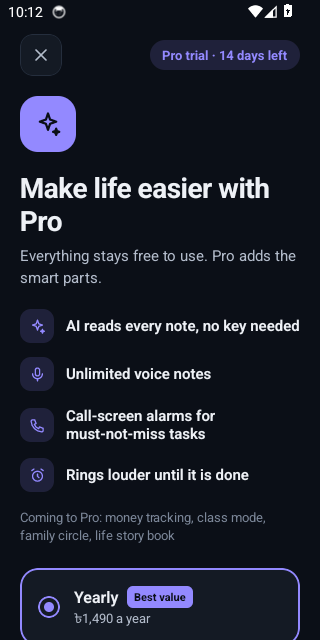 10:12
Pro trial · 14 days left
Make life easier with
Pro
Everything stays free to use. Pro adds the
smart parts.
AI reads every note, no key needed
Unlimited voice notes
Call-screen alarms for
must-not-miss tasks
Rings louder until it is done
Coming to Pro: money tracking, class mode,
family circle, life story book
Yearly Best value
৳1,490 a year